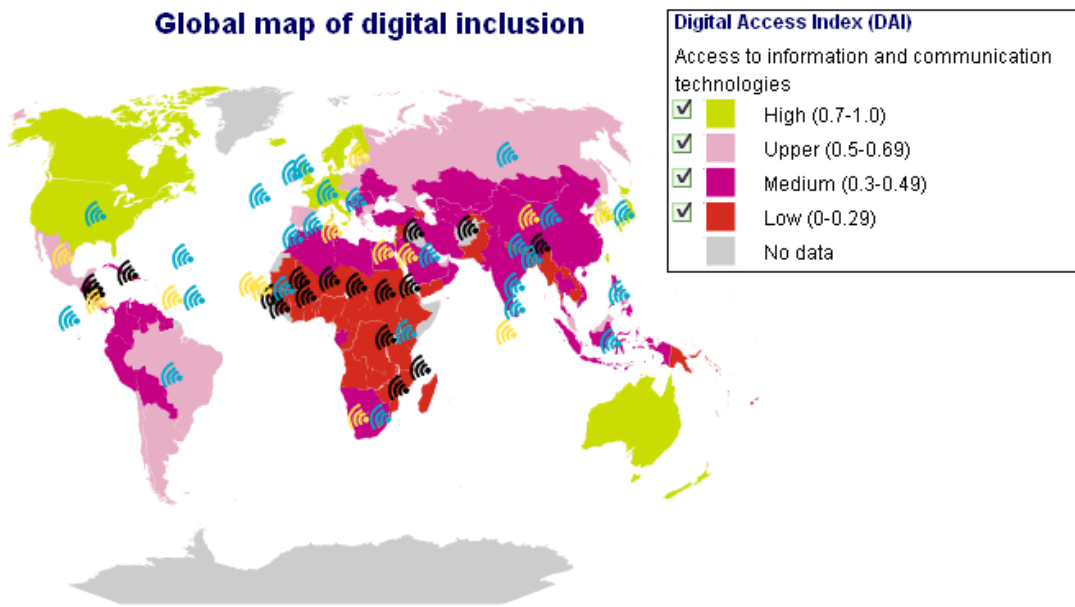 Global map of digital inclusion
Digital Access Index (DAI)
Access to information and communication
technologies
High (0.7-1.0)
Upper (0.5-0.69)
Medium (0.3-0.49)
Low (0-0.29)
No data